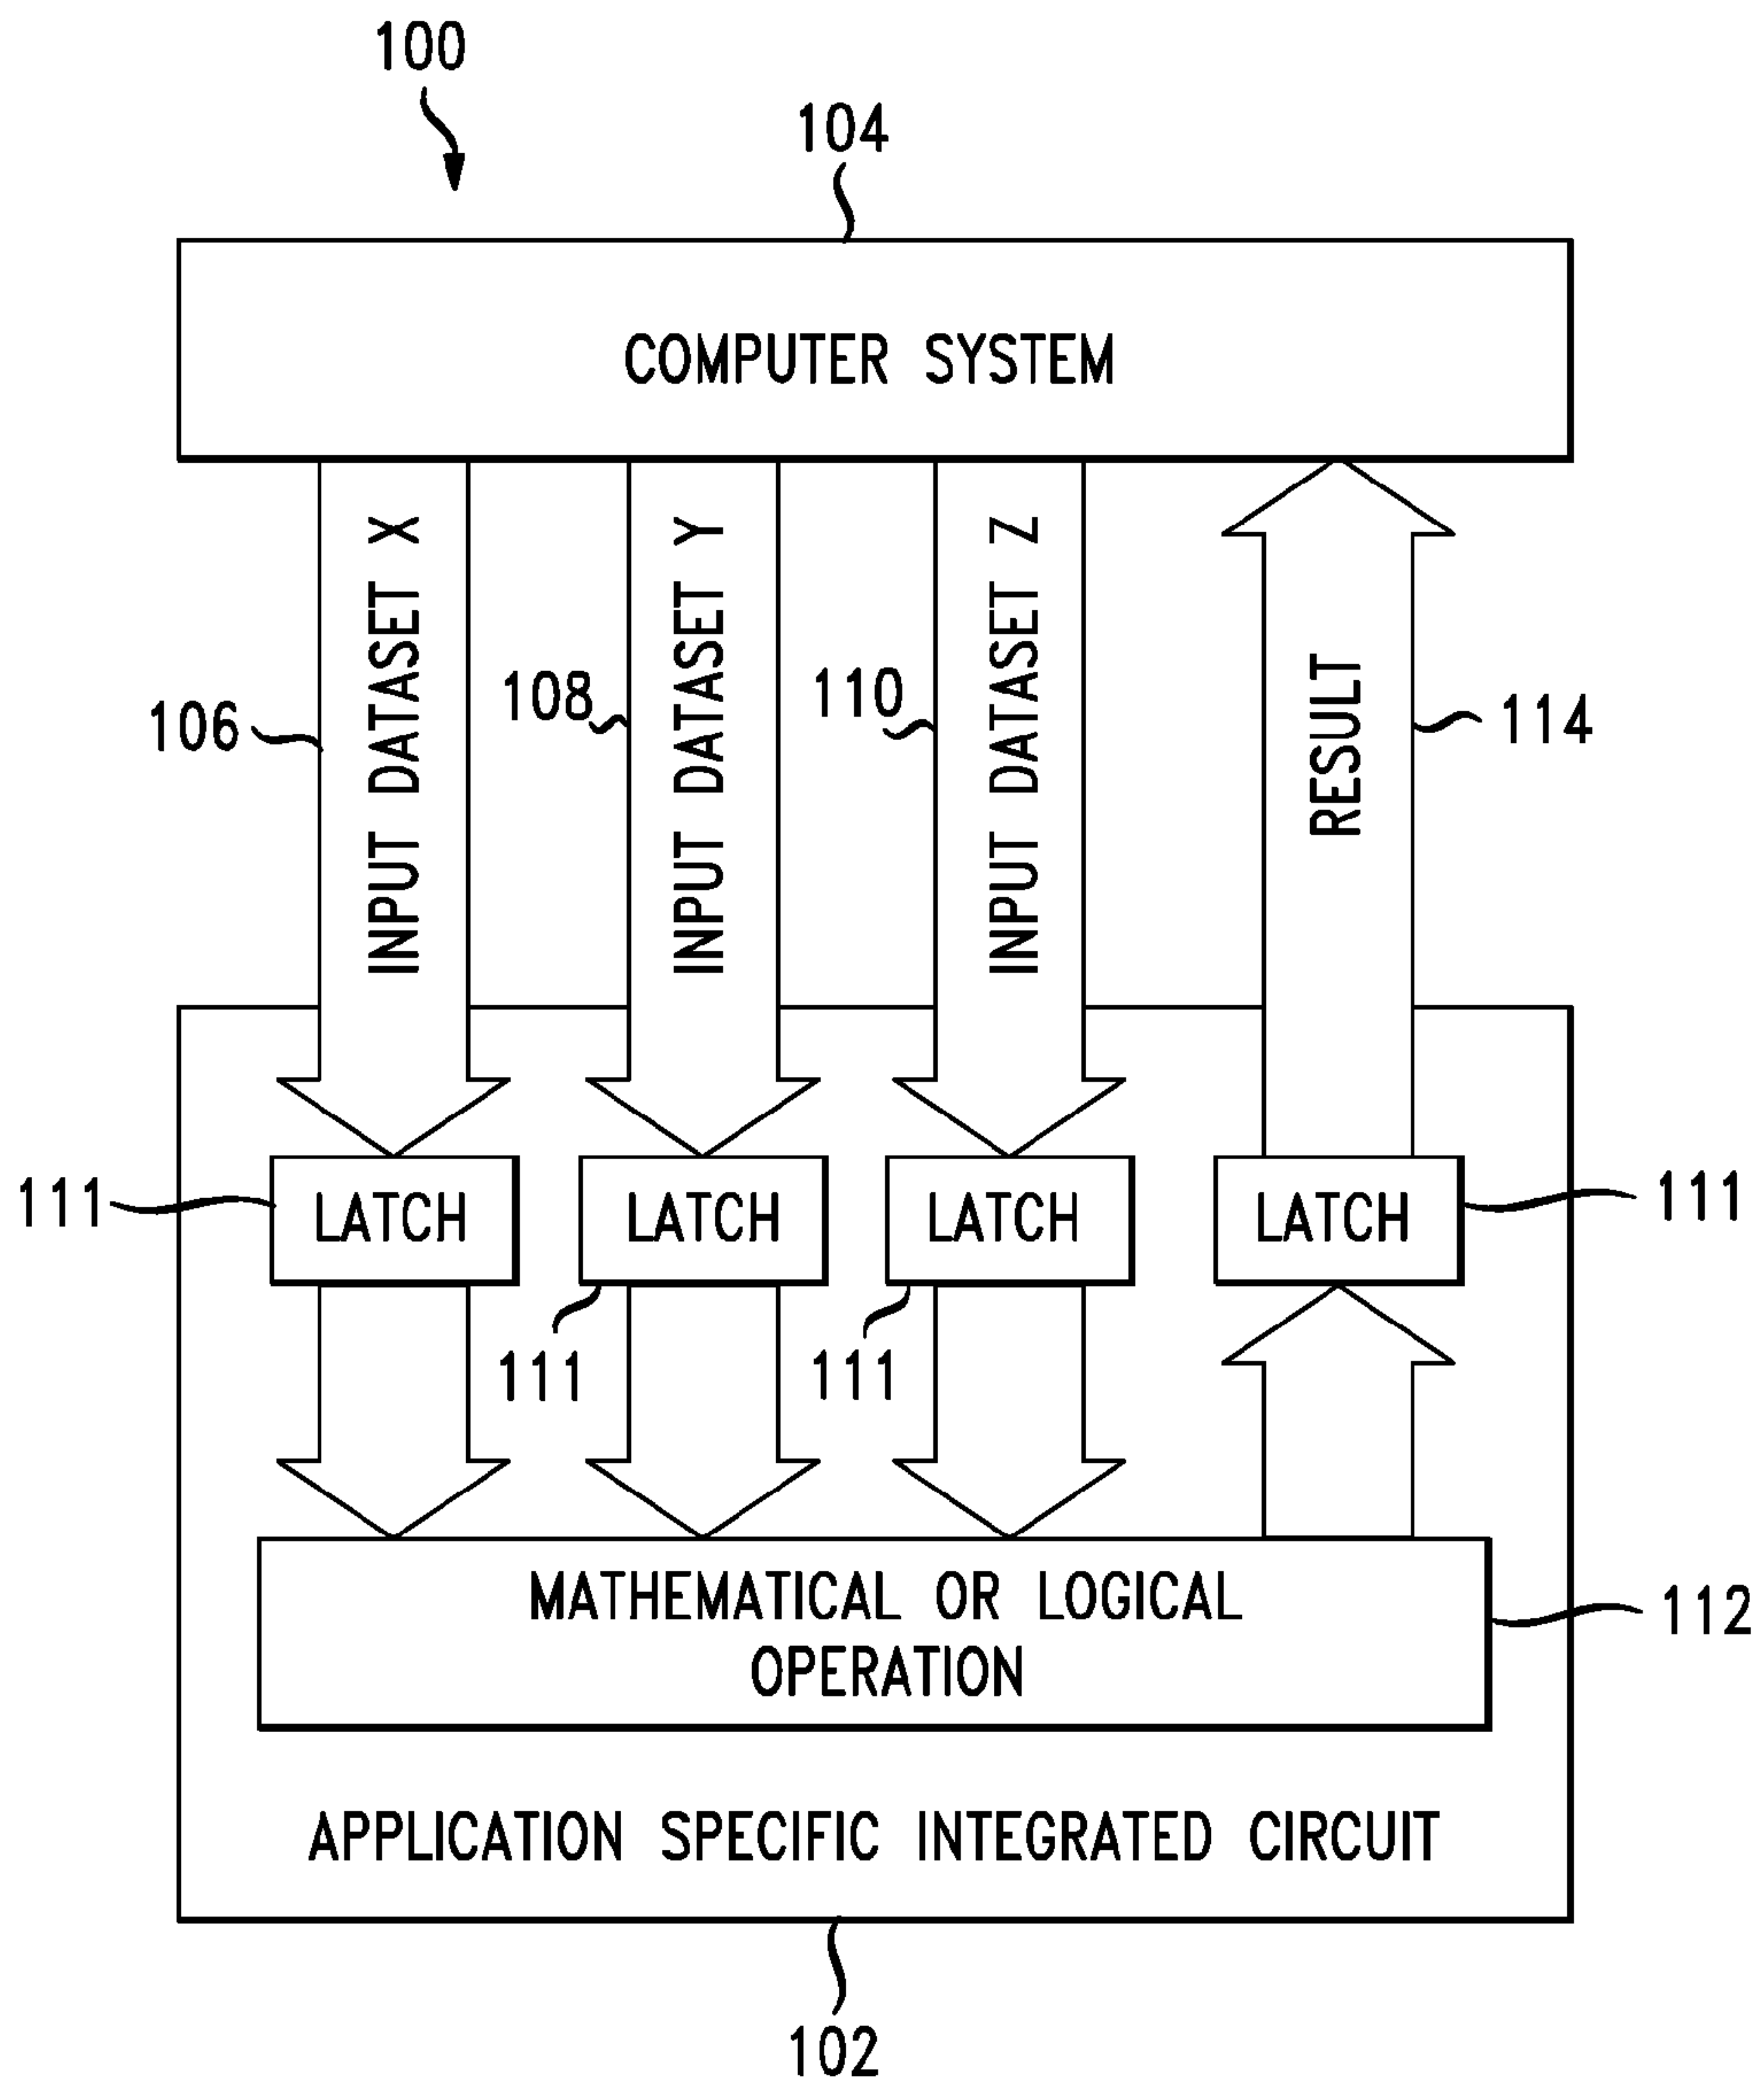 100
104
COMPUTER SYSTEM
INPUT DATASET X
INPUT DATASET Y
INPUT DATASET Z
RESULT
106
108
110
114
111
LATCH
LATCH
LATCH
LATCH
111
111
111
MATHEMATICAL OR LOGICAL
OPERATION
112
APPLICATION SPECIFIC INTEGRATED CIRCUIT
102